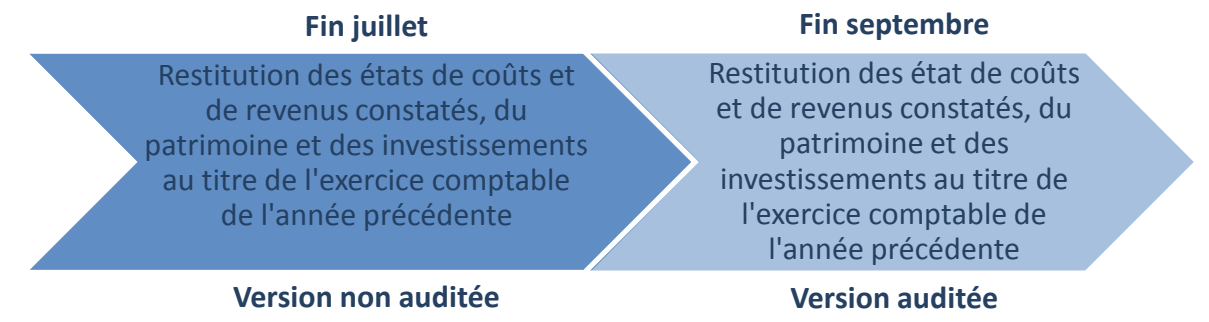 Fin juillet
Restitution des états de coûts et
de revenus constatés, du
patrimoine et des investissements
au titre de l'exercice comptable
de l'année précédente
Version non auditée
Fin septembre
Restitution des état de coûts
et de revenus constatés, du
patrimoine et des
investissements au titre de
l'exercice comptable de
l'année précédente
Version auditée